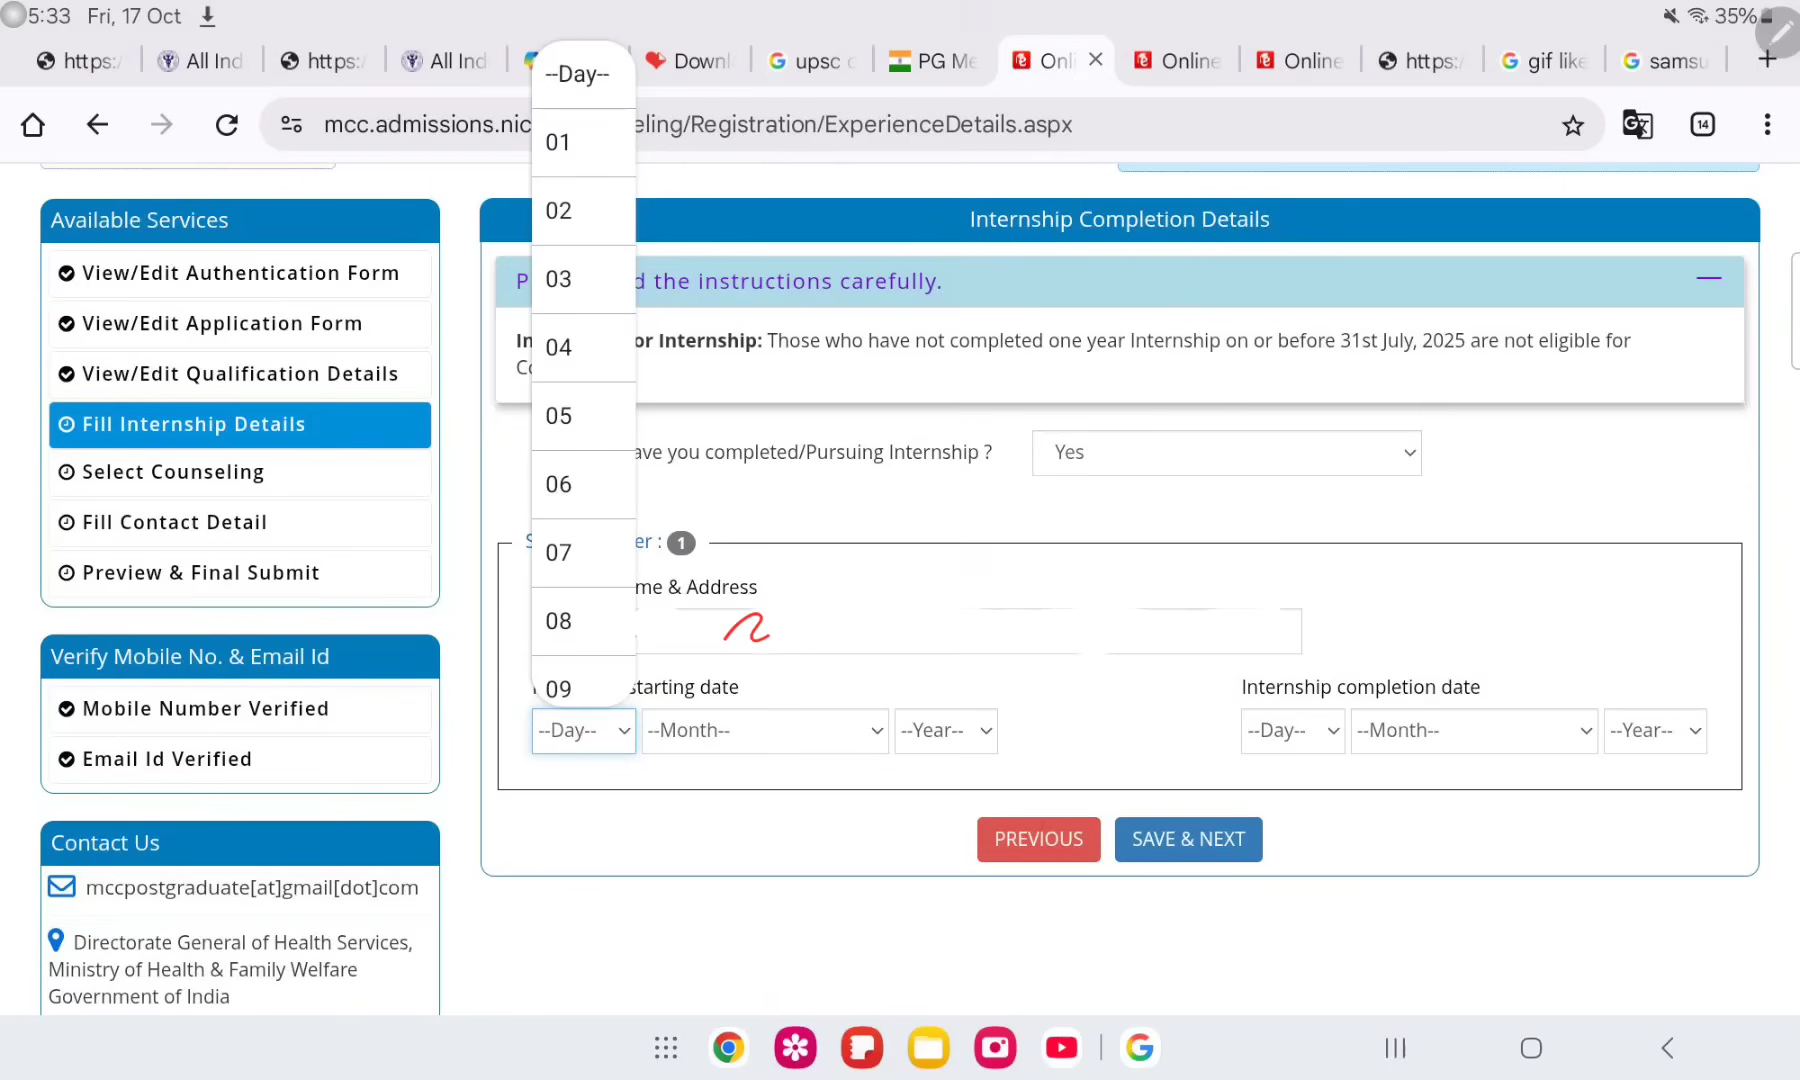 5:33 Fri, 17 Oct
35%
https:/
All Ind
https:/
All Ind
Downl
upsc c
PG Me
Onli
Online
Online
https:/
gif like
samsu
mcc.admissions.nic
eling/Registration/ExperienceDetails.aspx
14
--Day--
01
02
03
04
05
06
07
08
09
Available Services
View/Edit Authentication Form
View/Edit Application Form
View/Edit Qualification Details
Fill Internship Details
Select Counseling
Fill Contact Detail
Preview & Final Submit
Verify Mobile No. & Email Id
Mobile Number Verified
Email Id Verified
Contact Us
mccpostgraduate[at]gmail[dot]com
Directorate General of Health Services,
Ministry of Health & Family Welfare
Government of India
Internship Completion Details
P d the instructions carefully.
In or Internship: Those who have not completed one year Internship on or before 31st July, 2025 are not eligible for
ave you completed/Pursuing Internship ? Yes
er : 1
me & Address
starting date
Internship completion date
--Day-- --Month-- --Year--
--Day-- --Month-- --Year--
PREVIOUS SAVE & NEXT